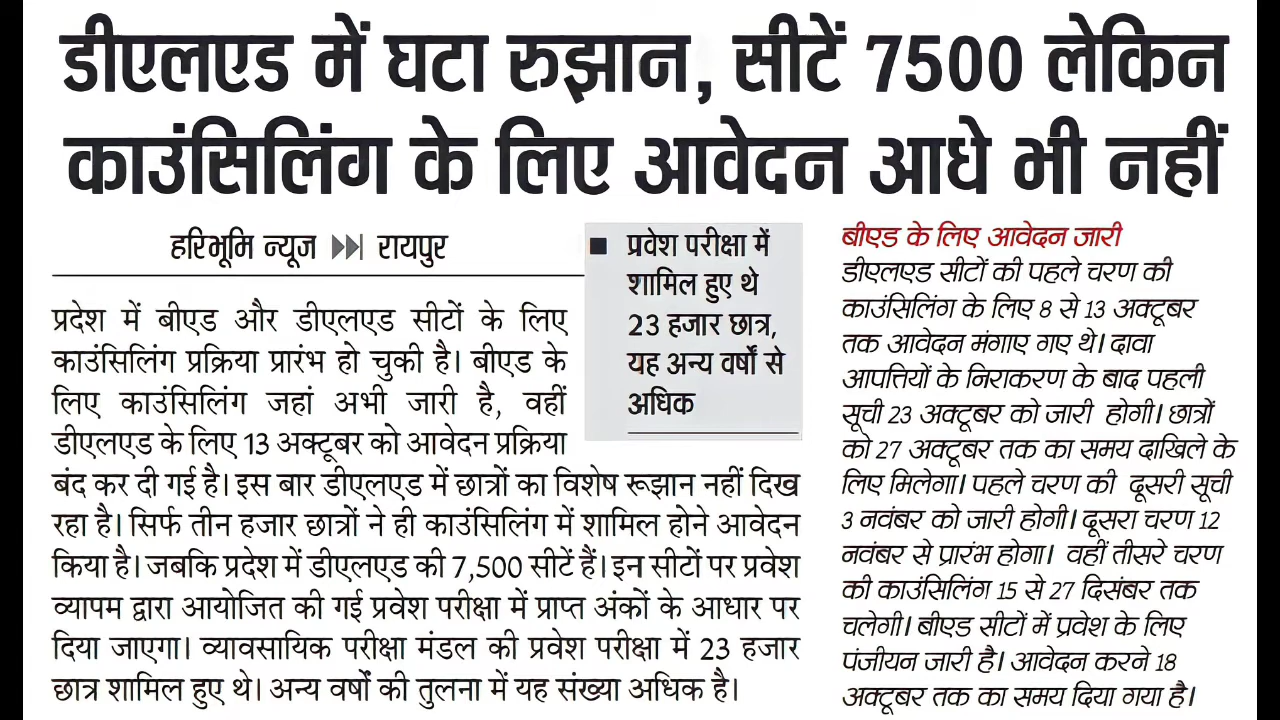 डीएलएड में घटा रुझान, सीटें 7500 लेकिन
काउंसिलिंग के लिए आवेदन आधे भी नहीं
हरिभूमि न्यूज ▶▶| रायपुर
प्रदेश में बीएड और डीएलएड सीटों के लिए
काउंसिलिंग प्रक्रिया प्रारंभ हो चुकी है। बीएड के
लिए काउंसिलिंग जहां अभी जारी है, वहीं
डीएलएड के लिए 13 अक्टूबर को आवेदन प्रक्रिया
बंद कर दी गई है। इस बार डीएलएड में छात्रों का विशेष रूझान नहीं दिख
रहा है। सिर्फ तीन हजार छात्रों ने ही काउंसिलिंग में शामिल होने आवेदन
किया है। जबकि प्रदेश में डीएलएड की 7,500 सीटें हैं। इन सीटों पर प्रवेश
व्यापम द्वारा आयोजित की गई प्रवेश परीक्षा में प्राप्त अंकों के आधार पर
दिया जाएगा। व्यावसायिक परीक्षा मंडल की प्रवेश परीक्षा में 23 हजार
छात्र शामिल हुए थे। अन्य वर्षों की तुलना में यह संख्या अधिक है।
■ प्रवेश परीक्षा में
शामिल हुए थे
23 हजार छात्र,
यह अन्य वर्षों से
अधिक
बीएड के लिए आवेदन जारी
डीएलएड सीटों की पहले चरण की
काउंसिलिंग के लिए 8 से 13 अक्टूबर
तक आवेदन मंगाए गए थे। दावा
आपत्तियों के निराकरण के बाद पहली
सूची 23 अक्टूबर को जारी होगी। छात्रों
को 27 अक्टूबर तक का समय दाखिले के
लिए मिलेगा। पहले चरण की दूसरी सूची
3 नवंबर को जारी होगी। दूसरा चरण 12
नवंबर से प्रारंभ होगा। वहीं तीसरे चरण
की काउंसिलिंग 15 से 27 दिसंबर तक
चलेगी। बीएड सीटों में प्रवेश के लिए
पंजीयन जारी है। आवेदन करने 18
अक्टूबर तक का समय दिया गया है।